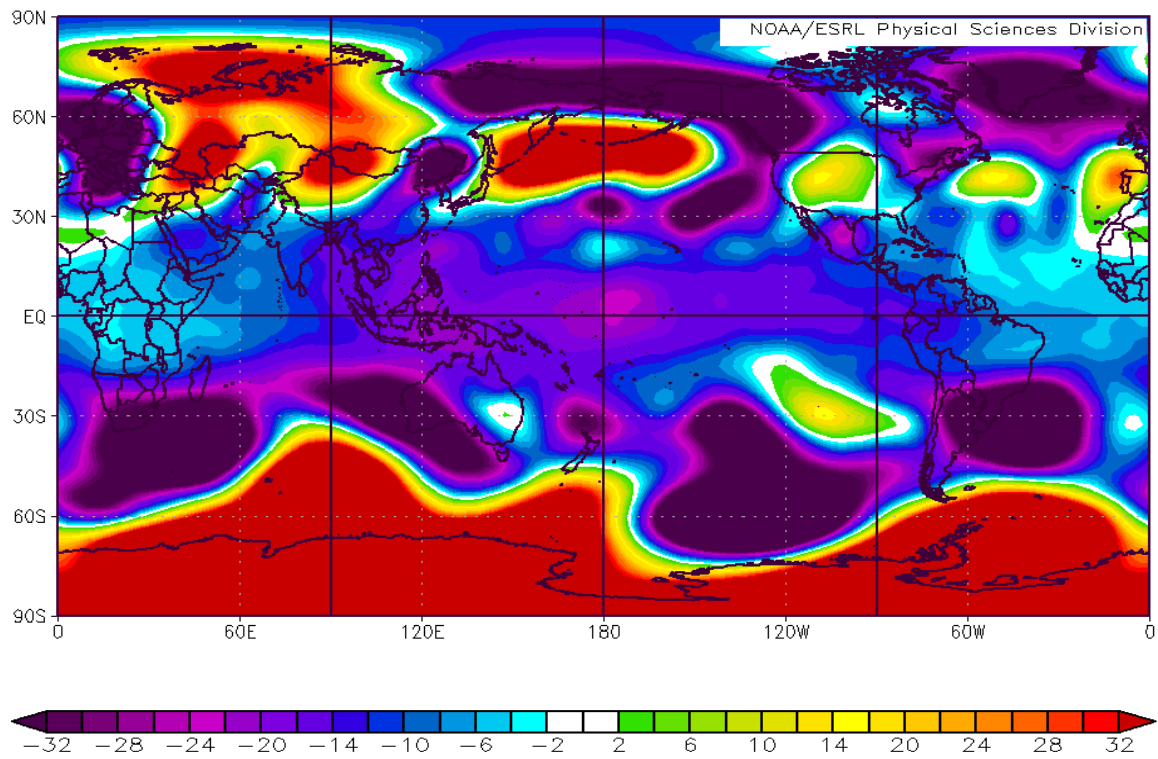 90N
NOAA/ESRL Physical Sciences Division
60N
30N
EQ
30S
60S
90S
0 60E 120E 180 120W 60W 0
−32 −28 −24 −20 −14 −10 −6 −2 2 6 10 14 20 24 28 32